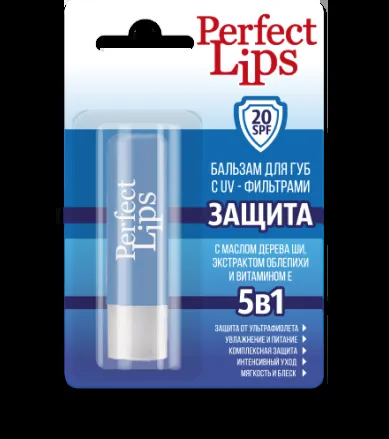 Perfect
Lips
20
SPF
БАЛЬЗАМ ДЛЯ ГУБ
С UV - ФИЛЬТРАМИ
ЗАЩИТА
С МАСЛОМ ДЕРЕВА ШИ,
ЭКСТРАКТОМ ОБЛЕПИХИ
И ВИТАМИНОМ Е
5в1
ЗАЩИТА ОТ УЛЬТРАФИОЛЕТА
УВЛАЖНЕНИЕ И ПИТАНИЕ
КОМПЛЕКСНАЯ ЗАЩИТА
ИНТЕНСИВНЫЙ УХОД
МЯГКОСТЬ И БЛЕСК
Perfect
Lips